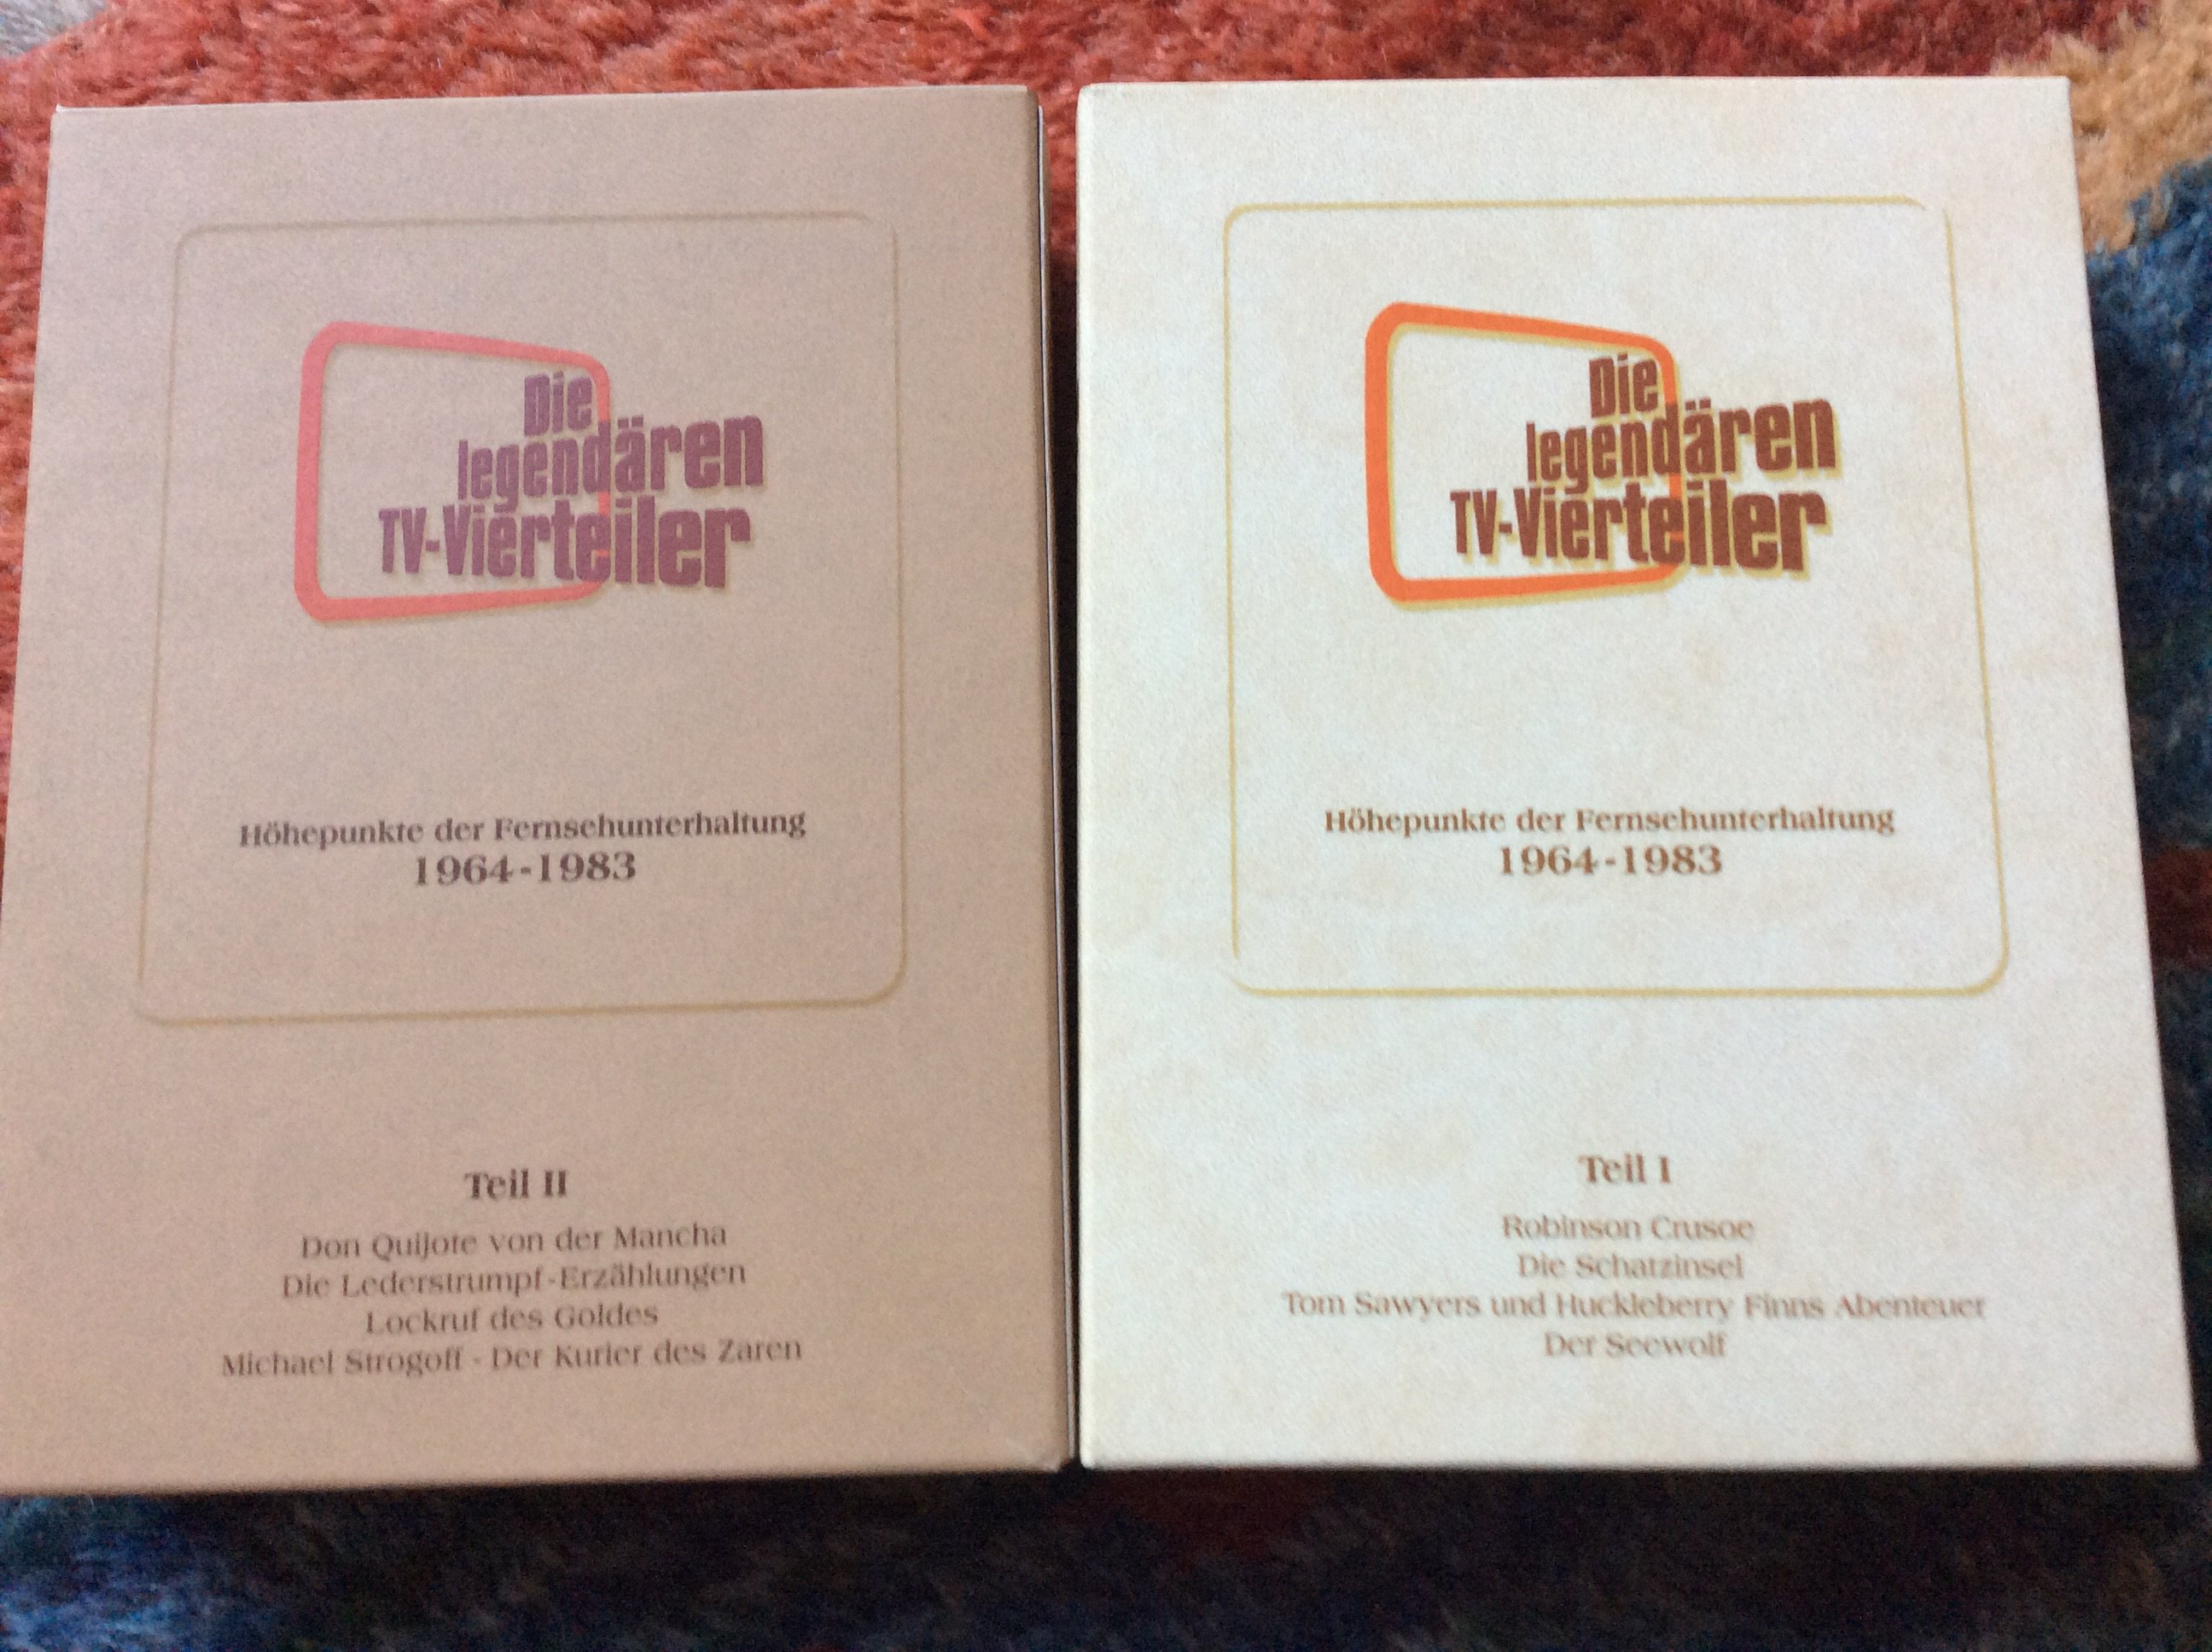 Die
legendären
TV-Vierteiler
Höhepunkte der Fernsehunterhaltung
1964-1983
Teil II
Don Quijote von der Mancha
Die Lederstrumpf-Erzählungen
Lockruf des Goldes
Michael Strogoff - Der Kurier des Zaren
Die
legendären
TV-Vierteiler
Höhepunkte der Fernsehunterhaltung
1964-1983
Teil I
Robinson Crusoe
Die Schatzinsel
Tom Sawyers und Huckleberry Finns Abenteuer
Der Seewolf